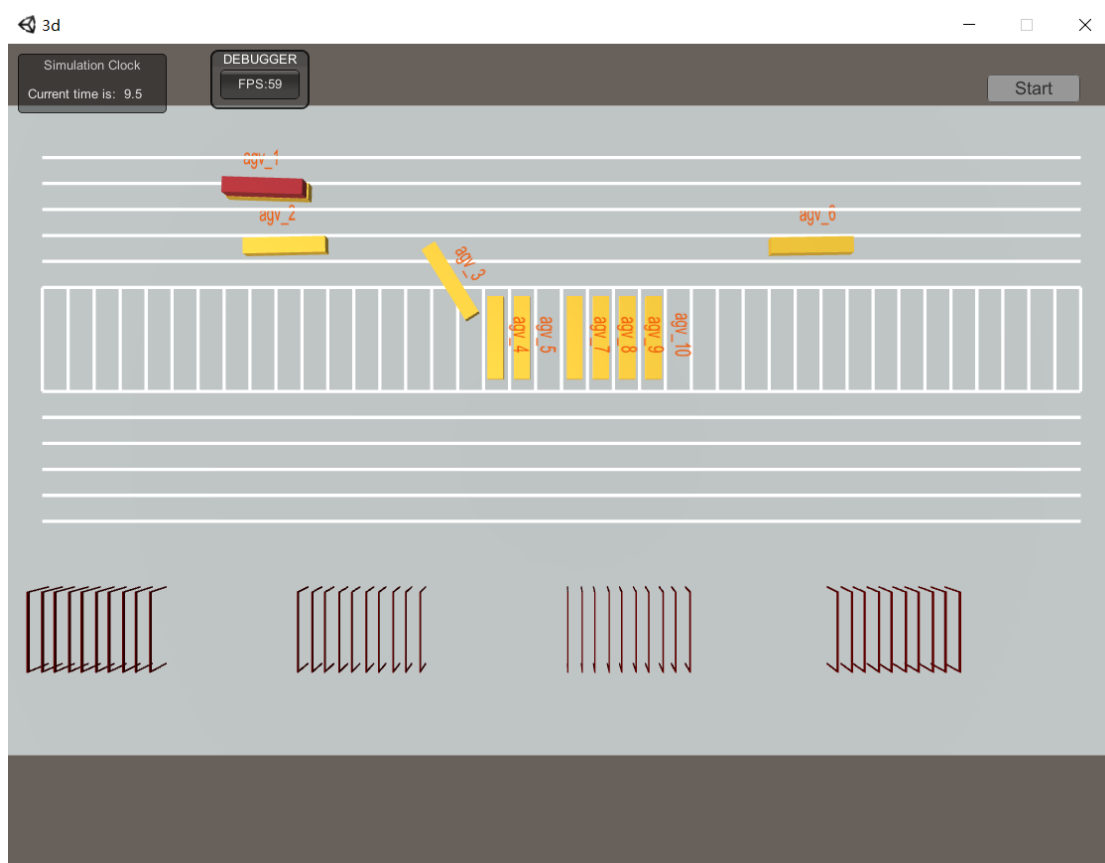 3d
Simulation Clock
Current time is: 9.5
DEBUGGER
FPS:59
Start
agv_1
agv_2
agv_6
agv_3
agv_4
agv_5
agv_7
agv_8
agv_9
agv_10